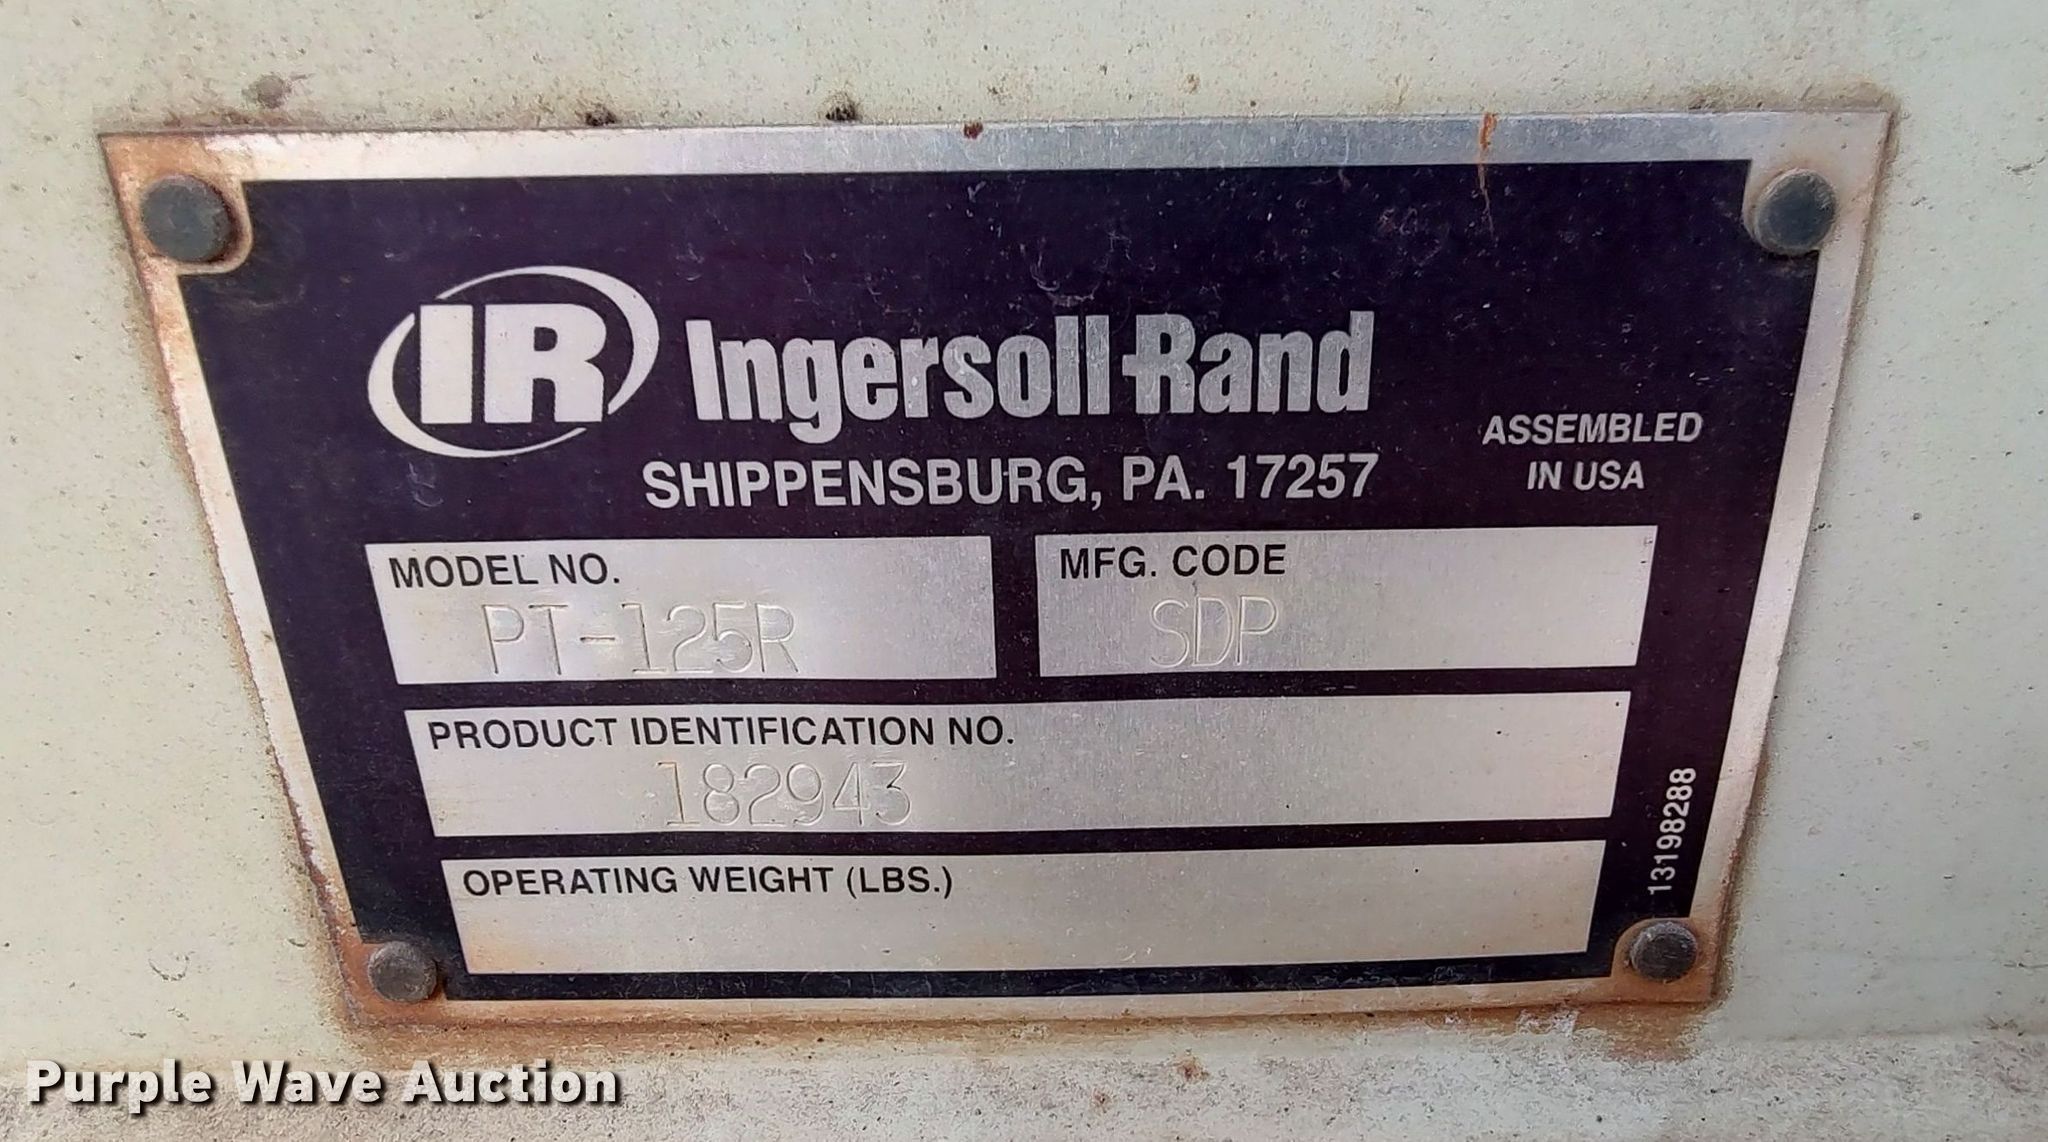 IR Ingersoll-Rand
SHIPPENSBURG, PA. 17257
ASSEMBLED
IN USA
MODEL NO.
PT-125R
MFG. CODE
SDP
PRODUCT IDENTIFICATION NO.
182943
OPERATING WEIGHT (LBS.)
13198288
Purple Wave Auction